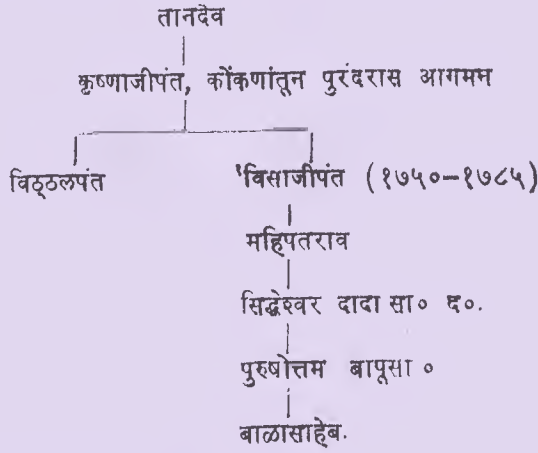 तानदेव
कृष्णाजीपंत, कोंकणांतून पुरंदरास आगमन
विठ्ठलपंत 'विसाजीपंत (१७५०–१७८५)
महिपतराव
सिद्धेश्वर दादा सा० द०.
पुरुषोत्तम बापूसा ०
बाळासाहेब.